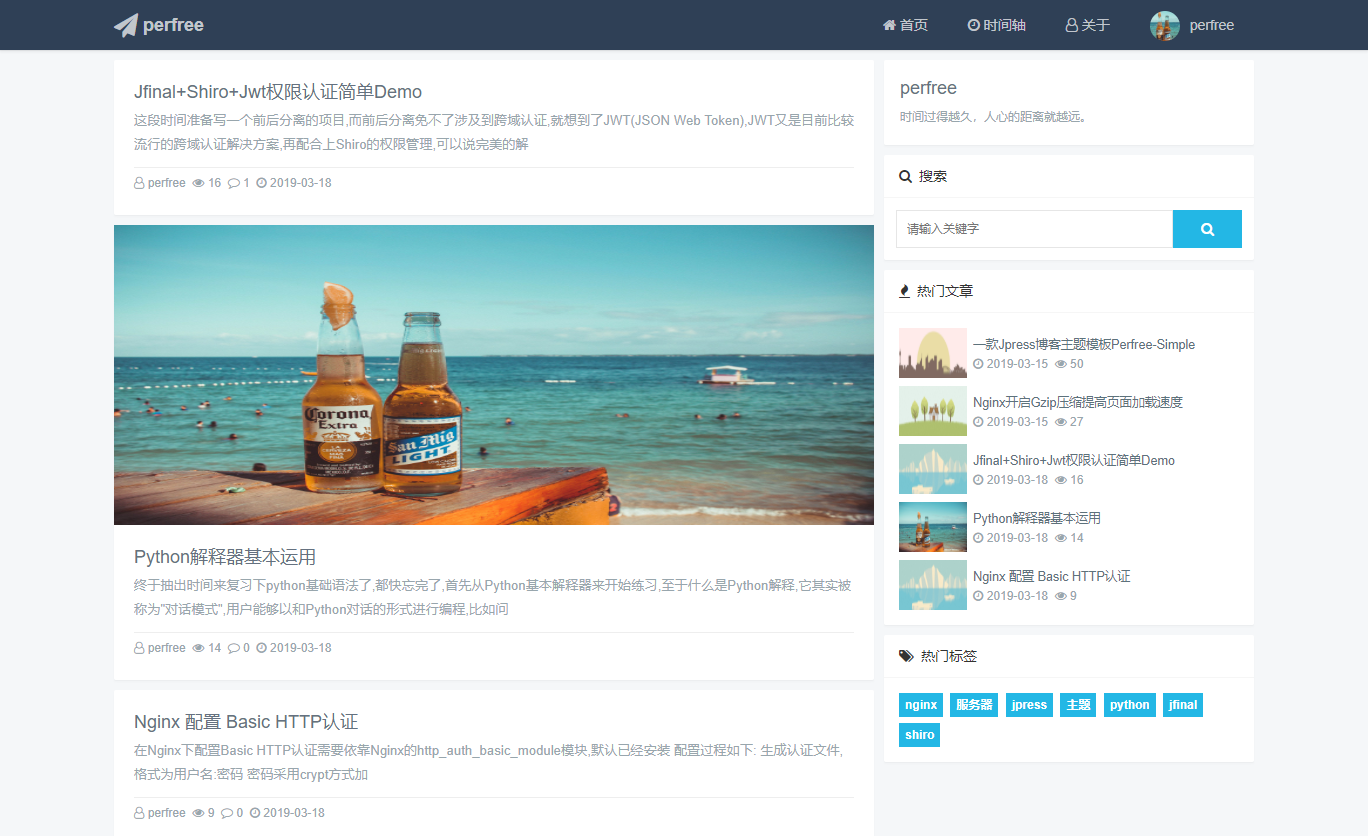 perfree
首页
时间轴
关于
perfree
Jfinal+Shiro+Jwt权限认证简单Demo
这段时间准备写一个前后分离的项目,而前后分离免不了涉及到跨域认证,就想到了JWT(JSON Web Token),JWT又是目前比较
流行的跨域认证解决方案,再配合上Shiro的权限管理,可以说完美的解
perfree 16 1 2019-03-18
Corona
Extra
San Mig
LIGHT
Python解释器基本运用
终于抽出时间来复习下python基础语法了,都快忘完了,首先从Python基本解释器来开始练习,至于什么是Python解释,它其实被
称为"对话模式",用户能够以和Python对话的形式进行编程,比如问
perfree 14 0 2019-03-18
Nginx 配置 Basic HTTP认证
在Nginx下配置Basic HTTP认证需要依靠Nginx的http_auth_basic_module模块,默认已经安装 配置过程如下: 生成认证文件,
格式为用户名:密码 密码采用crypt方式加
perfree 9 0 2019-03-18
perfree
时间过得越久，人心的距离就越远。
搜索
请输入关键字
热门文章
一款Jpress博客主题模板Perfree-Simple
2019-03-15 50
Nginx开启Gzip压缩提高页面加载速度
2019-03-15 27
Jfinal+Shiro+Jwt权限认证简单Demo
2019-03-18 16
Python解释器基本运用
2019-03-18 14
Nginx 配置 Basic HTTP认证
2019-03-18 9
热门标签
nginx 服务器 jpress 主题 python jfinal
shiro